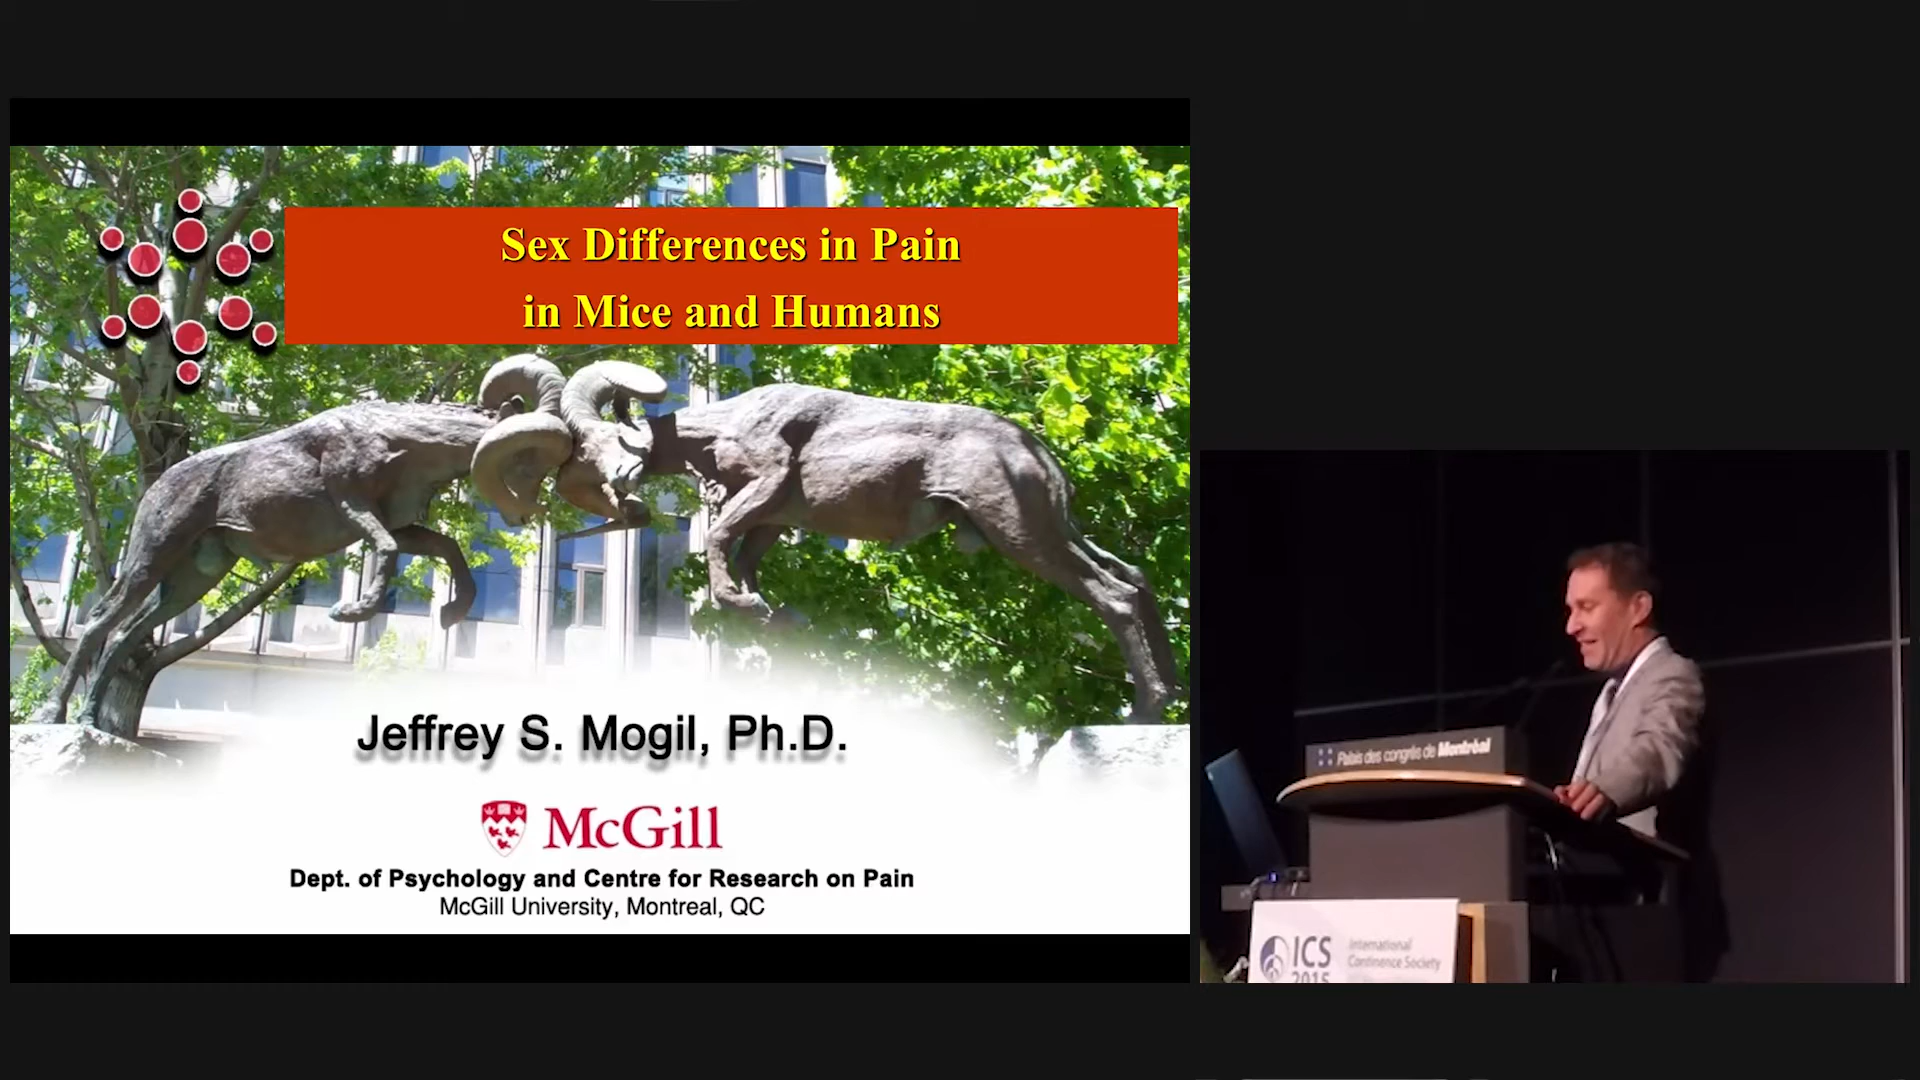 Sex Differences in Pain
in Mice and Humans
Jeffrey S. Mogil, Ph.D.
McGill
Dept. of Psychology and Centre for Research on Pain
McGill University, Montreal, QC
Palais des congrès de Montréal
ICS
2015
International
Continence Society